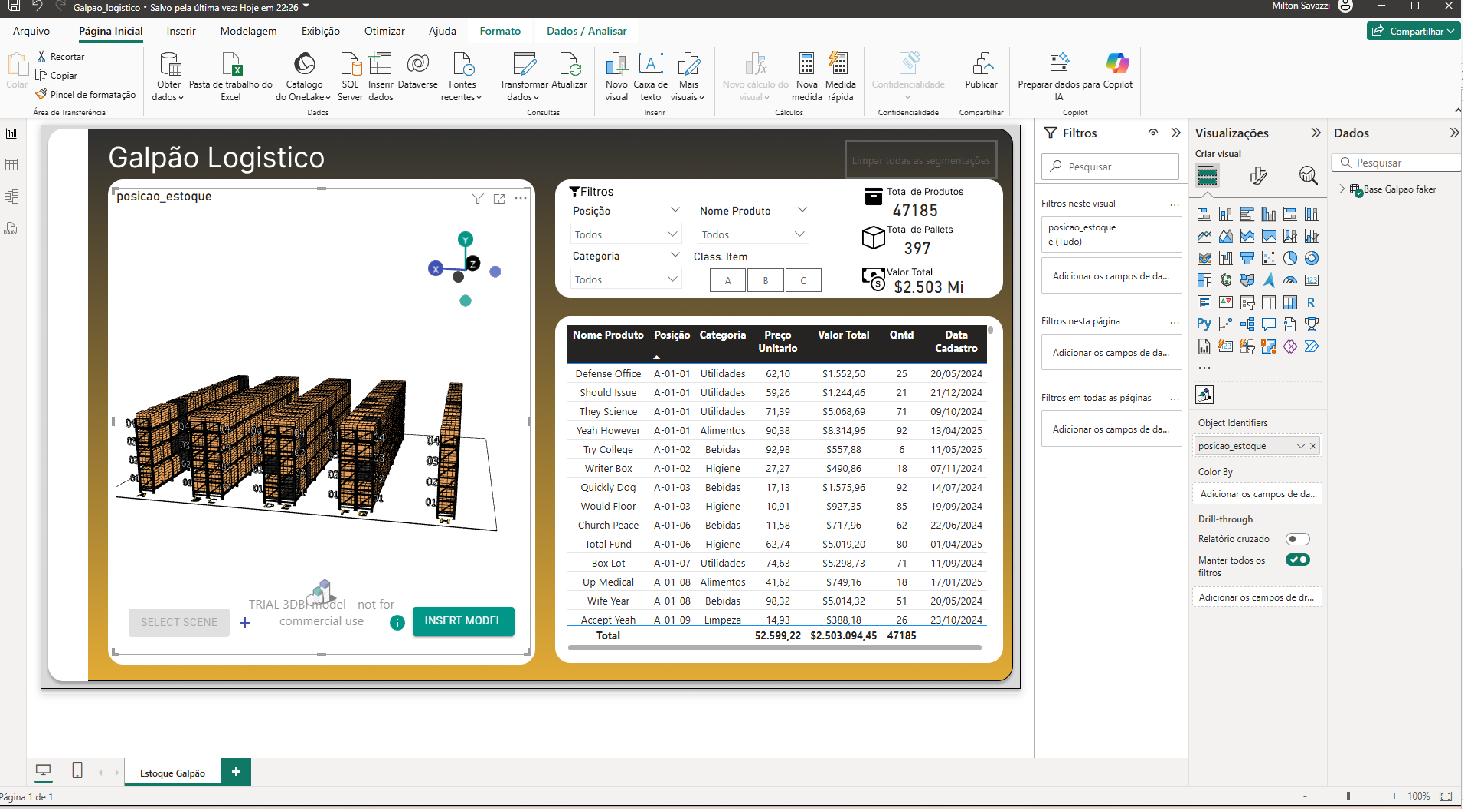 Galpao_logistico • Salvo pela última vez: Hoje em 22:26
Milton Savazzi
Arquivo Página Inicial Inserir Modelagem Exibição Otimizar Ajuda Formato Dados / Analisar
Compartilhar
Colar
Recortar
Copiar
Pincel de formatação
Área de Transferência
Obter dados
Pasta de trabalho do Excel
Catálogo do OneLake
SQL Server
Inserir dados
Dataverse
Fontes recentes
Dados
Transformar dados
Atualizar
Consultas
Novo visual
Caixa de texto
Mais visuais
Inserir
Novo cálculo do visual
Nova medida
Medida rápida
Cálculos
Confidencialidade
Confidencialidade
Publicar
Compartilhar
Preparar dados para IA
Copilot
Copilot
Galpão Logistico
Limpar todas as segmentações
posicao_estoque
Y
X
Z
TRIAL 3DBI model - not for
commercial use
SELECT SCENE
+
INSERT MODEL
Filtros
Posição
Todos
Nome Produto
Todos
Categoria
Todos
Class. Item
A B C
Total de Produtos
47185
Total de Pallets
397
Valor Total
$2.503 Mi
Nome Produto Posição Categoria Preço Unitario Valor Total Qntd Data Cadastro
Defense Office A-01-01 Utilidades 62,10 $1.552,50 25 20/05/2024
Should Issue A-01-01 Utilidades 59,26 $1.244,46 21 21/12/2024
They Science A-01-01 Utilidades 71,39 $5.068,69 71 09/10/2024
Yeah However A-01-01 Alimentos 90,38 $8.314,96 92 13/04/2025
Try College A-01-02 Bebidas 92,98 $557,88 6 11/05/2025
Writer Box A-01-02 Higiene 27,27 $490,86 18 07/11/2024
Quickly Dog A-01-03 Bebidas 17,13 $1.575,96 92 14/07/2024
Would Floor A-01-03 Higiene 10,91 $927,35 85 19/09/2024
Church Peace A-01-06 Bebidas 11,58 $717,96 62 22/06/2024
Total Fund A-01-06 Higiene 62,74 $5.019,20 80 01/04/2025
Box Lot A-01-07 Utilidades 74,63 $5.298,73 71 11/09/2024
Up Medical A-01-08 Alimentos 41,62 $749,16 18 17/01/2025
Wife Year A-01-08 Bebidas 98,32 $5.014,32 51 20/05/2024
Accept Yeah A-01-09 Limpeza 14,93 $388,18 26 23/10/2024
Total 52.599,22 $2.503.094,45 47185
Filtros
Pesquisar
Filtros neste visual
posicao_estoque
é (Tudo)
Adicionar os campos de da...
Filtros nesta página
Adicionar os campos de da...
Filtros em todas as páginas
Adicionar os campos de da...
Visualizações
Criar visual
Object Identifiers
posicao_estoque
Color By
Adicionar os campos de da...
Drill-through
Relatório cruzado
Manter todos os filtros
Adicionar os campos de dr...
Dados
Pesquisar
Base Galpao faker
Estoque Galpão
+
Página 1 de 1
100%